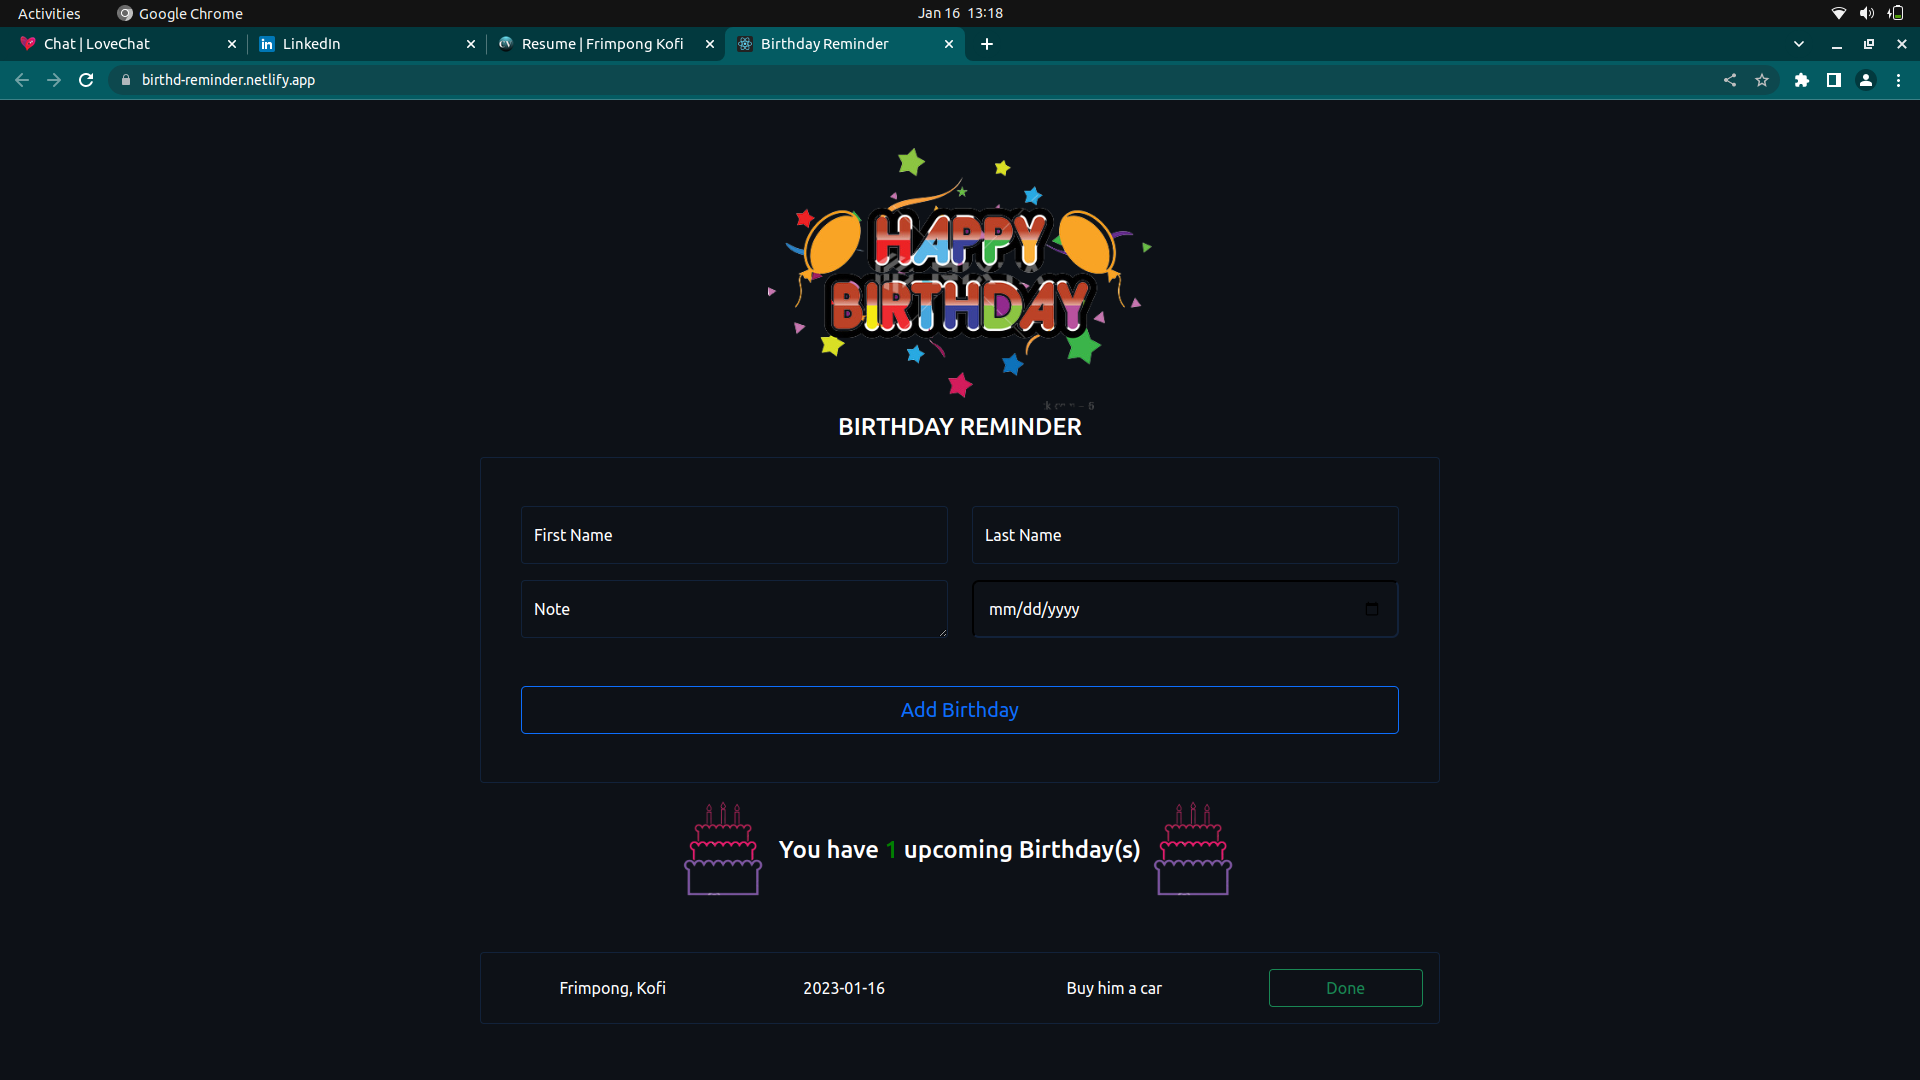 Activities Google Chrome Jan 16 13:18
Chat | LoveChat LinkedIn Resume | Frimpong Kofi Birthday Reminder
birthd-reminder.netlify.app
HAPPY
BIRTHDAY
BIRTHDAY REMINDER
First Name Last Name
Note mm/dd/yyyy
Add Birthday
You have 1 upcoming Birthday(s)
Frimpong, Kofi 2023-01-16 Buy him a car Done